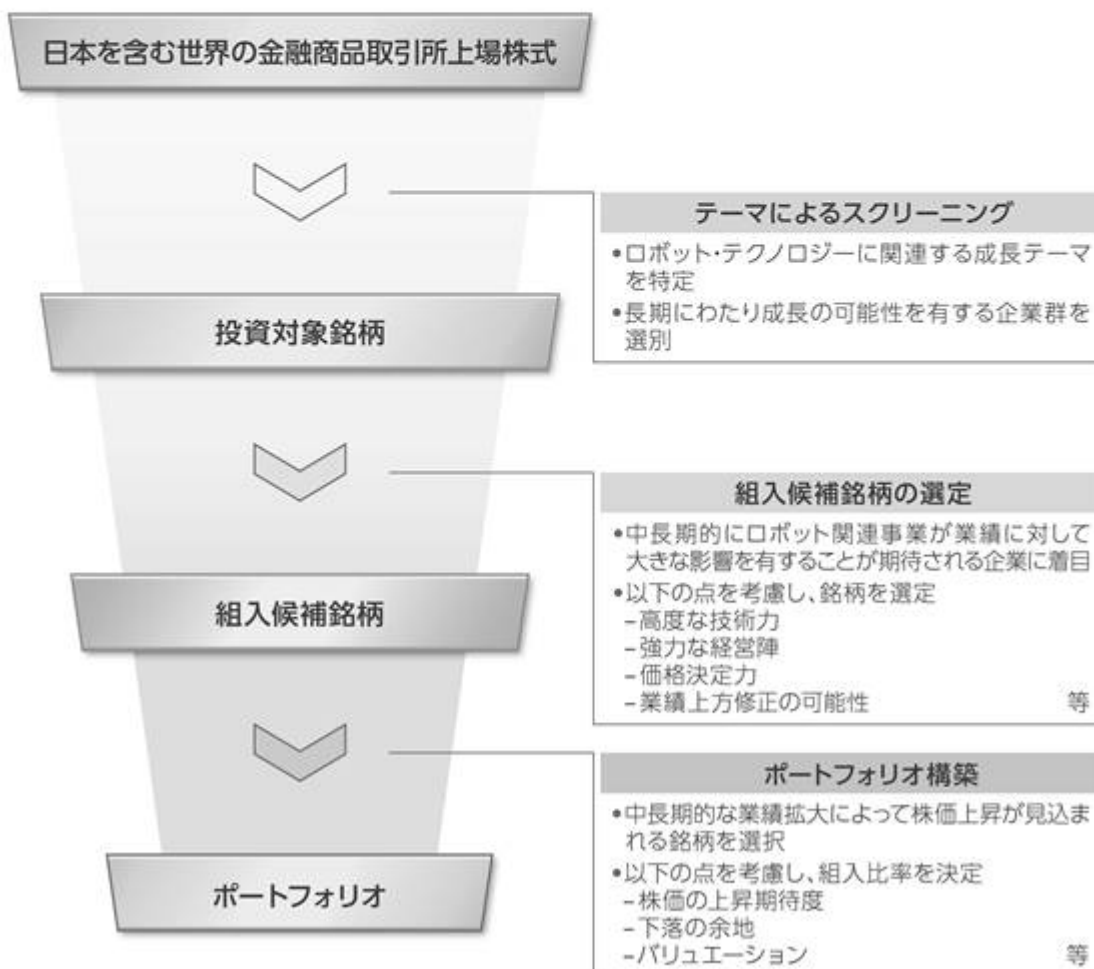 日本を含む世界の金融商品取引所上場株式
テーマによるスクリーニング
•ロボット・テクノロジーに関連する成長テーマ
を特定
•長期にわたり成長の可能性を有する企業群を
選別
投資対象銘柄
組入候補銘柄の選定
•中長期的にロボット関連事業が業績に対して
大きな影響を有することが期待される企業に着目
•以下の点を考慮し、銘柄を選定
−高度な技術力
−強力な経営陣
−価格決定力
−業績上方修正の可能性 等
組入候補銘柄
ポートフォリオ構築
•中長期的な業績拡大によって株価上昇が見込ま
れる銘柄を選択
•以下の点を考慮し、組入比率を決定
−株価の上昇期待度
−下落の余地
−バリュエーション 等
ポートフォリオ